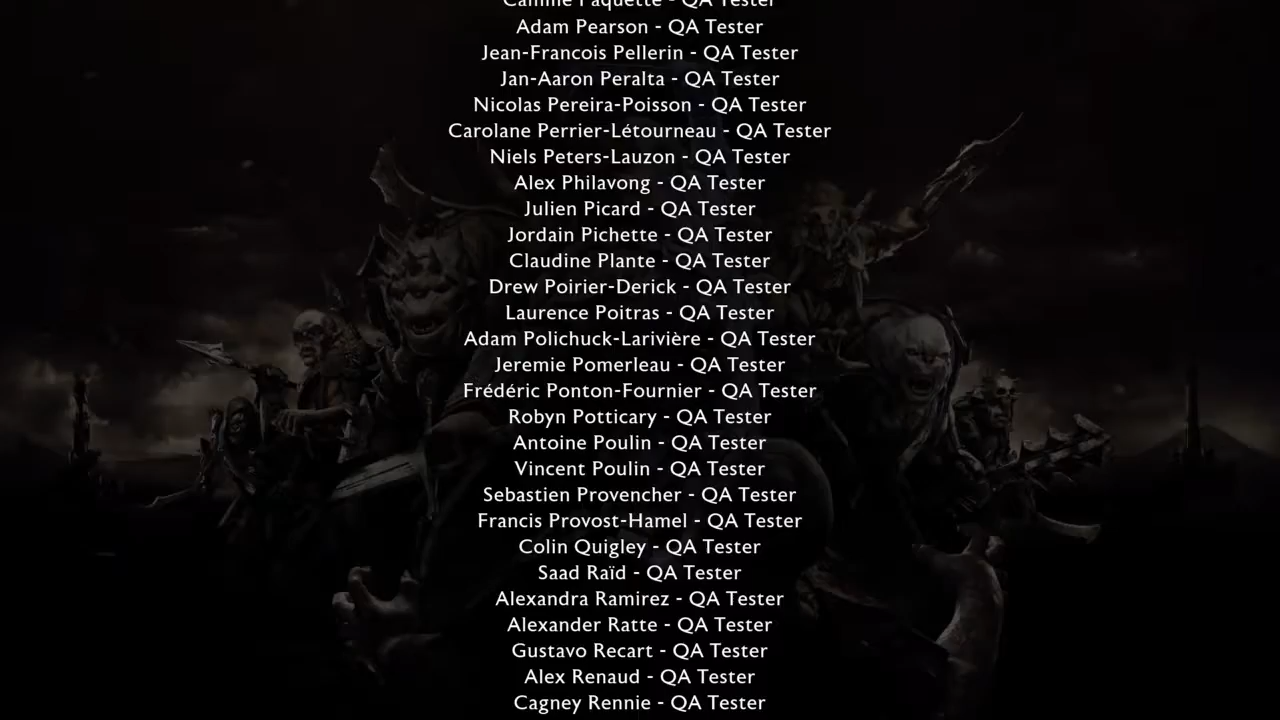 Camille Paquette - QA Tester
Adam Pearson - QA Tester
Jean-Francois Pellerin - QA Tester
Jan-Aaron Peralta - QA Tester
Nicolas Pereira-Poisson - QA Tester
Carolane Perrier-Létourneau - QA Tester
Niels Peters-Lauzon - QA Tester
Alex Philavong - QA Tester
Julien Picard - QA Tester
Jordain Pichette - QA Tester
Claudine Plante - QA Tester
Drew Poirier-Derick - QA Tester
Laurence Poitras - QA Tester
Adam Polichuck-Larivière - QA Tester
Jeremie Pomerleau - QA Tester
Frédéric Ponton-Fournier - QA Tester
Robyn Potticary - QA Tester
Antoine Poulin - QA Tester
Vincent Poulin - QA Tester
Sebastien Provencher - QA Tester
Francis Provost-Hamel - QA Tester
Colin Quigley - QA Tester
Saad Raïd - QA Tester
Alexandra Ramirez - QA Tester
Alexander Ratte - QA Tester
Gustavo Recart - QA Tester
Alex Renaud - QA Tester
Cagney Rennie - QA Tester